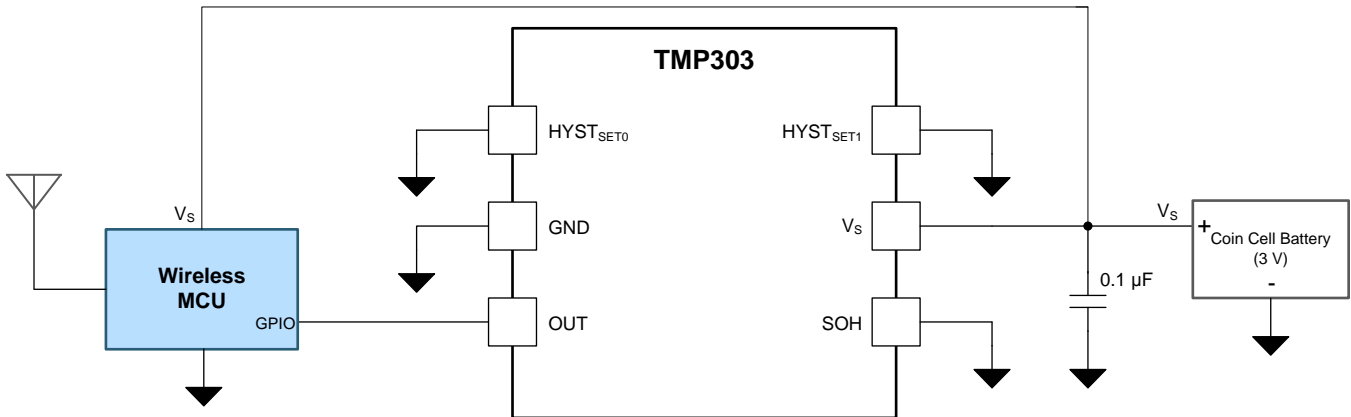 TMP303
HYSTSET0
HYSTSET1
VS
GND
VS
VS
+
Coin Cell Battery
(3 V)
-
Wireless
MCU
GPIO
OUT
SOH
0.1 µF